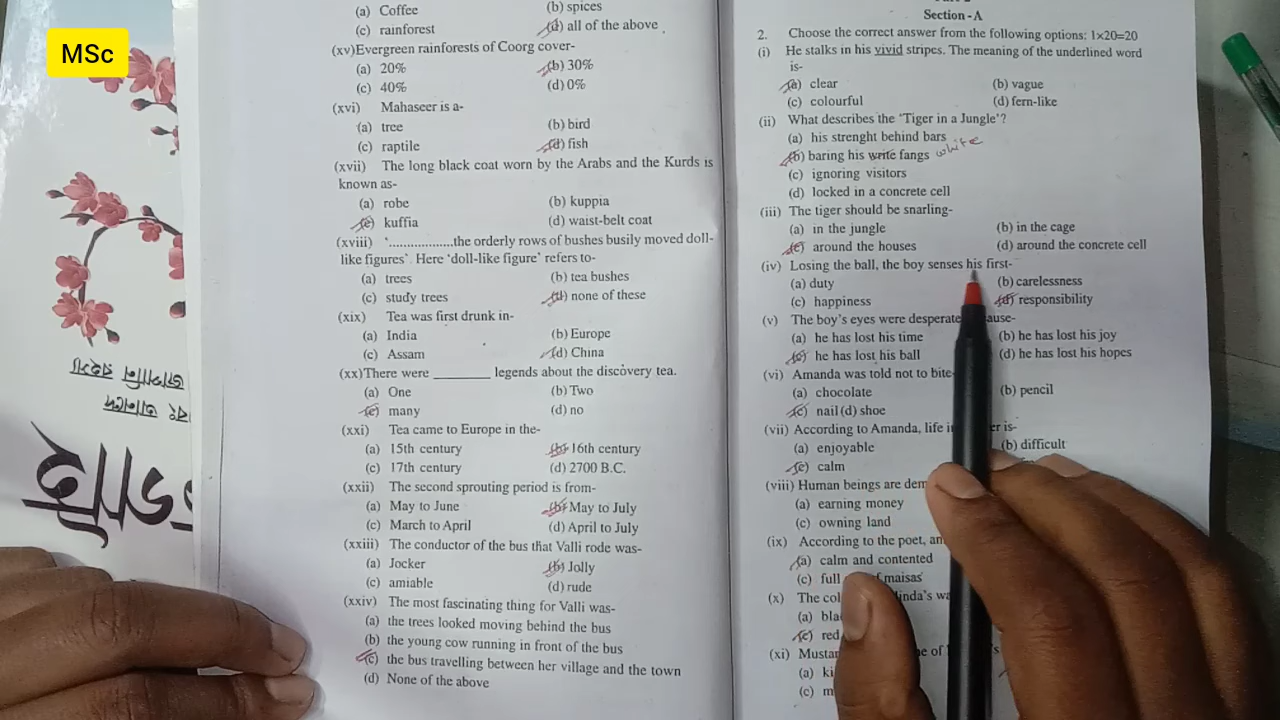 MSc
(a) Coffee (b) spices
(c) rainforest (d) all of the above
(xv) Evergreen rainforests of Coorg cover-
(a) 20% (b) 30%
(c) 40% (d) 0%
(xvi) Mahaseer is a-
(a) tree (b) bird
(c) raptile (d) fish
(xvii) The long black coat worn by the Arabs and the Kurds is
known as-
(a) robe (b) kuppia
(c) kuffia (d) waist-belt coat
(xviii) '..................the orderly rows of bushes busily moved doll-
like figures'. Here 'doll-like figure' refers to-
(a) trees (b) tea bushes
(c) study trees (d) none of these
(xix) Tea was first drunk in-
(a) India (b) Europe
(c) Assam (d) China
(xx) There were ________ legends about the discovery tea.
(a) One (b) Two
(c) many (d) no
(xxi) Tea came to Europe in the-
(a) 15th century (b) 16th century
(c) 17th century (d) 2700 B.C.
(xxii) The second sprouting period is from-
(a) May to June (b) May to July
(c) March to April (d) April to July
(xxiii) The conductor of the bus that Valli rode was-
(a) Jocker (b) Jolly
(c) amiable (d) rude
(xxiv) The most fascinating thing for Valli was-
(a) the trees looked moving behind the bus
(b) the young cow running in front of the bus
(c) the bus travelling between her village and the town
(d) None of the above
Section -A
2. Choose the correct answer from the following options: 1×20=20
(i) He stalks in his vivid stripes. The meaning of the underlined word
is-
(a) clear (b) vague
(c) colourful (d) fern-like
(ii) What describes the 'Tiger in a Jungle'?
(a) his strenght behind bars
(b) baring his write fangs white
(c) ignoring visitors
(d) locked in a concrete cell
(iii) The tiger should be snarling-
(a) in the jungle (b) in the cage
(c) around the houses (d) around the concrete cell
(iv) Losing the ball, the boy senses his first-
(a) duty (b) carelessness
(c) happiness (d) responsibility
(v) The boy's eyes were desperate
(a) he has lost his time (b) he has lost his joy
(c) he has lost his ball (d) he has lost his hopes
(vi) Amanda was told not to bite-
(a) chocolate (b) pencil
(c) nail (d) shoe
(vii) According to Amanda, life is-
(a) enjoyable (b) difficult
(c) calm
(viii) Human beings are
(a) earning money
(c) owning land
(ix) According to the poet,
(a) calm and contented
(c) full maisas
(x) The
(a)
(c) red
(xi) of
(a)
(c)